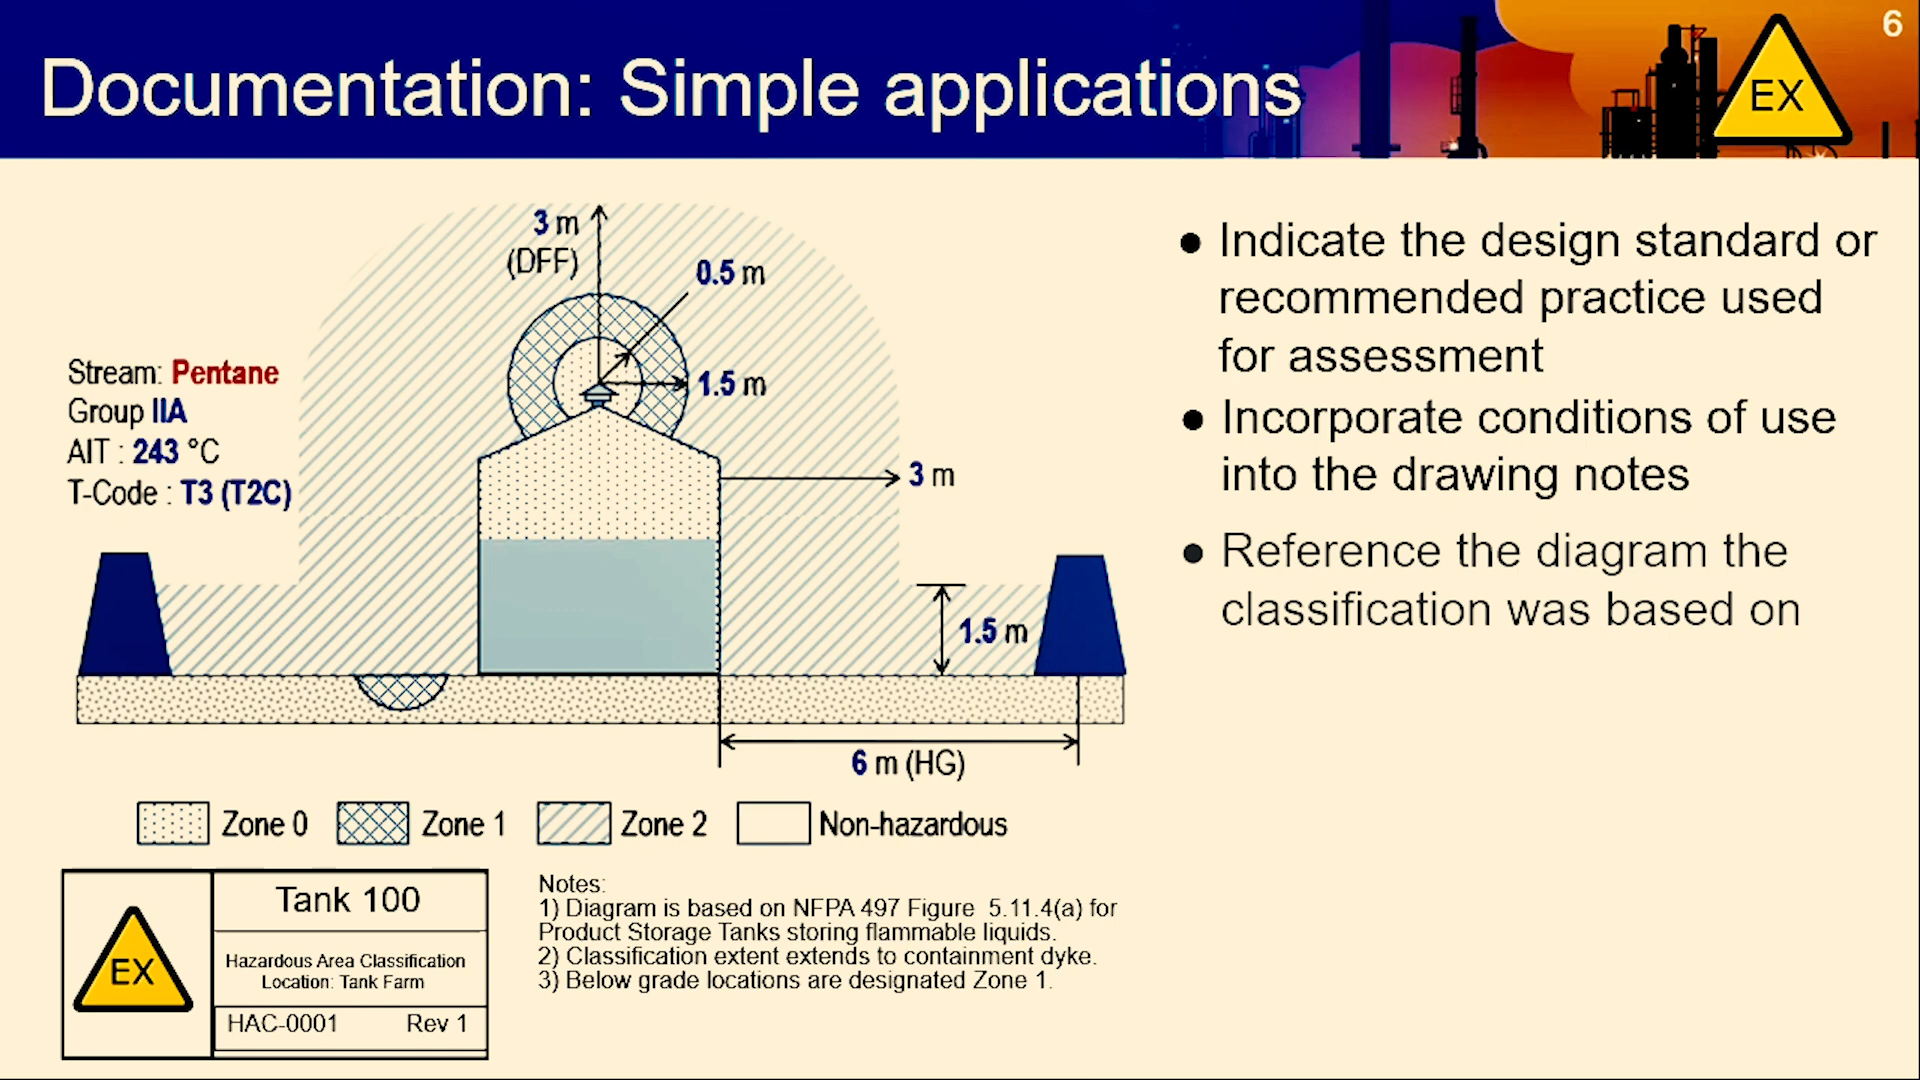 6
Documentation: Simple applications
EX
3 m
(DFF)
0.5 m
1.5 m
Stream: Pentane
Group IIA
AIT : 243 °C
T-Code : T3 (T2C)
3 m
1.5 m
6 m (HG)
Zone 0
Zone 1
Zone 2
Non-hazardous
EX
Tank 100
Hazardous Area Classification
Location: Tank Farm
HAC-0001 Rev 1
Notes:
1) Diagram is based on NFPA 497 Figure 5.11.4(a) for
Product Storage Tanks storing flammable liquids.
2) Classification extent extends to containment dyke.
3) Below grade locations are designated Zone 1.
● Indicate the design standard or
recommended practice used
for assessment
● Incorporate conditions of use
into the drawing notes
● Reference the diagram the
classification was based on